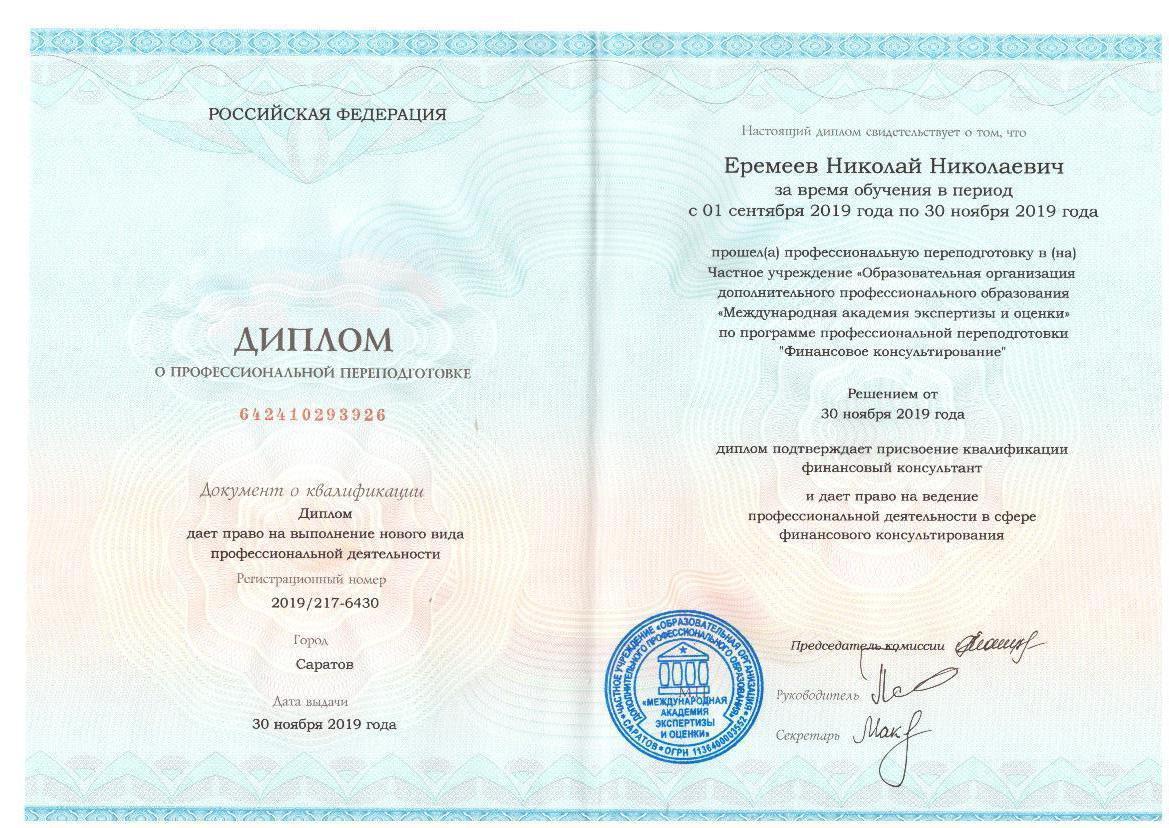 РОССИЙСКАЯ ФЕДЕРАЦИЯ
ДИПЛОМ
О ПРОФЕССИОНАЛЬНОЙ ПЕРЕПОДГОТОВКЕ
642410293926
Документ о квалификации
Диплом
дает право на выполнение нового вида
профессиональной деятельности
Регистрационный номер
2019/217-6430
Город
Саратов
Дата выдачи
30 ноября 2019 года
Настоящий диплом свидетельствует о том, что
Еремеев Николай Николаевич
за время обучения в период
с 01 сентября 2019 года по 30 ноября 2019 года
прошел(а) профессиональную переподготовку в (на)
Частное учреждение «Образовательная организация
дополнительного профессионального образования
«Международная академия экспертизы и оценки»
по программе профессиональной переподготовки
"Финансовое консультирование"
Решением от
30 ноября 2019 года
диплом подтверждает присвоение квалификации
финансовый консультант
и дает право на ведение
профессиональной деятельности в сфере
финансового консультирования
Председатель комиссии
Руководитель
Секретарь
М.П.
ЧАСТНОЕ УЧРЕЖДЕНИЕ «ОБРАЗОВАТЕЛЬНАЯ ОРГАНИЗАЦИЯ
ДОПОЛНИТЕЛЬНОГО ПРОФЕССИОНАЛЬНОГО ОБРАЗОВАНИЯ
«МЕЖДУНАРОДНАЯ
АКАДЕМИЯ
ЭКСПЕРТИЗЫ
И ОЦЕНКИ»
САРАТОВ • ОГРН 1136400003552